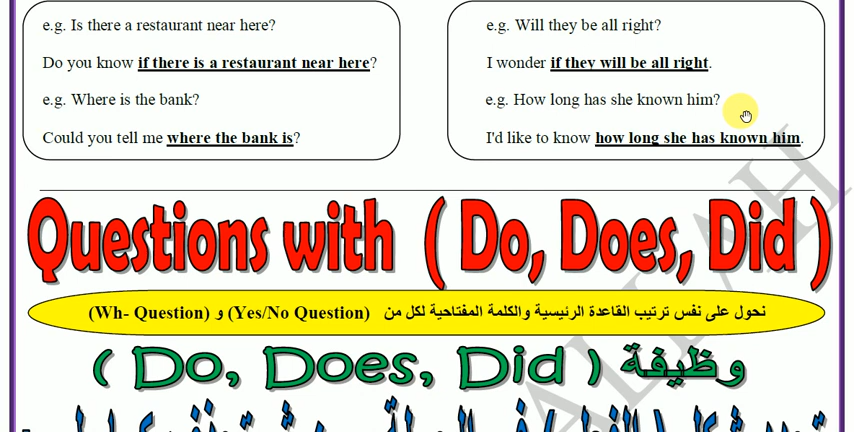 e.g. Is there a restaurant near here?
Do you know if there is a restaurant near here?
e.g. Where is the bank?
Could you tell me where the bank is?
e.g. Will they be all right?
I wonder if they will be all right.
e.g. How long has she known him?
I'd like to know how long she has known him.
Questions with ( Do, Does, Did )
نحول على نفس ترتيب القاعدة الرئيسية والكلمة المفتاحية لكل من (Yes/No Question) و (Wh- Question)
وظيفة ( Do, Does, Did )